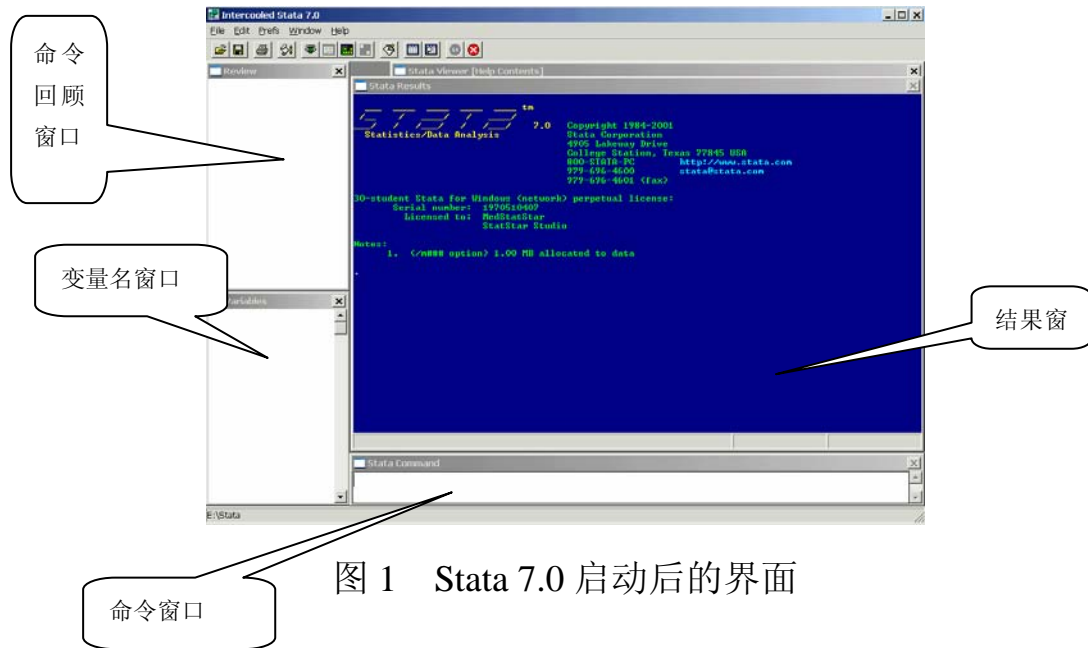 Intercooled Stata 7.0
File Edit Prefs Window Help
命令
回顾
窗口
Review
Stata Viewer [Help Contents]
Stata Results
tm
STATA
7.0 Copyright 1984-2001
Statistics/Data Analysis Stata Corporation
4905 Lakeway Drive
College Station, Texas 77845 USA
800-STATA-PC http://www.stata.com
979-696-4600 stata@stata.com
979-696-4601 (fax)
30-student Stata for Windows (network) perpetual license:
Serial number: 1970510407
Licensed to: MedStatStar
StatStar Studio
Notes:
1. (/m### option) 1.00 MB allocated to data
.
变量名窗口
Variables
结果窗
Stata Command
E:\Stata
命令窗口
图 1 Stata 7.0 启动后的界面